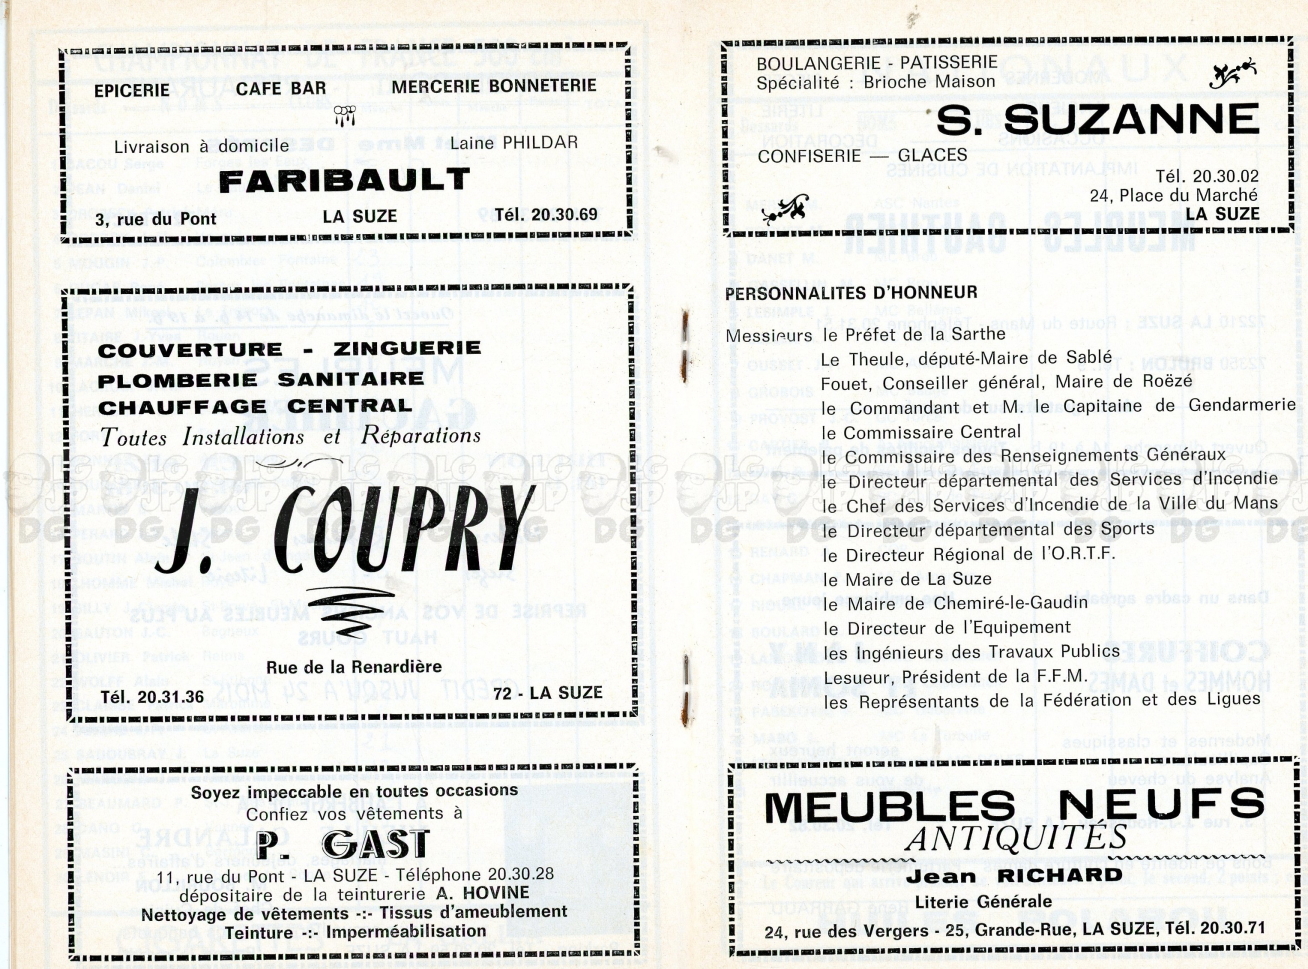 EPICERIE CAFE BAR MERCERIE BONNETERIE
Livraison à domicile Laine PHILDAR
FARIBAULT
3, rue du Pont LA SUZE Tél. 20.30.69
COUVERTURE ZINGUERIE
PLOMBERIE SANITAIRE
CHAUFFAGE CENTRAL
Toutes Installations et Réparations
J. COUPRY
Rue de la Renardière
Tél. 20.31.36 72 - LA SUZE
Soyez impeccable en toutes occasions
Confiez vos vêtements à
P. GAST
11, rue du Pont - LA SUZE - Téléphone 20.30.28
dépositaire de la teinturerie A. HOVINE
Nettoyage de vêtements -:- Tissus d'ameublement
Teinture -:- Imperméabilisation
BOULANGERIE - PATISSERIE
Spécialité : Brioche Maison
S. SUZANNE
CONFISERIE — GLACES
Tél. 20.30.02
24, Place du Marché
LA SUZE
PERSONNALITES D'HONNEUR
Messieurs le Préfet de la Sarthe
Le Theule, député-Maire de Sablé
Fouet, Conseiller général, Maire de Roëzé
le Commandant et M. le Capitaine de Gendarmerie
le Commissaire Central
le Commissaire des Renseignements Généraux
le Directeur départemental des Services d'Incendie
le Chef des Services d'Incendie de la Ville du Mans
le Directeur départemental des Sports
le Directeur Régional de l'O.R.T.F.
le Maire de La Suze
le Maire de Chemiré-le-Gaudin
le Directeur de l'Equipement
les Ingénieurs des Travaux Publics
Lesueur, Président de la F.F.M.
les Représentants de la Fédération et des Ligues
MEUBLES NEUFS
ANTIQUITÉS
Jean RICHARD
Literie Générale
24, rue des Vergers - 25, Grande-Rue, LA SUZE, Tél. 20.30.71